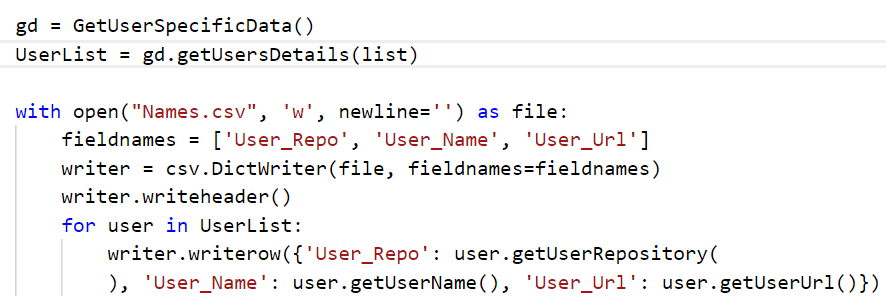 gd = GetUserSpecificData()
UserList = gd.getUsersDetails(list)
with open("Names.csv", 'w', newline='') as file:
    fieldnames = ['User_Repo', 'User_Name', 'User_Url']
    writer = csv.DictWriter(file, fieldnames=fieldnames)
    writer.writeheader()
    for user in UserList:
        writer.writerow({'User_Repo': user.getUserRepository(
        ), 'User_Name': user.getUserName(), 'User_Url': user.getUserUrl()})